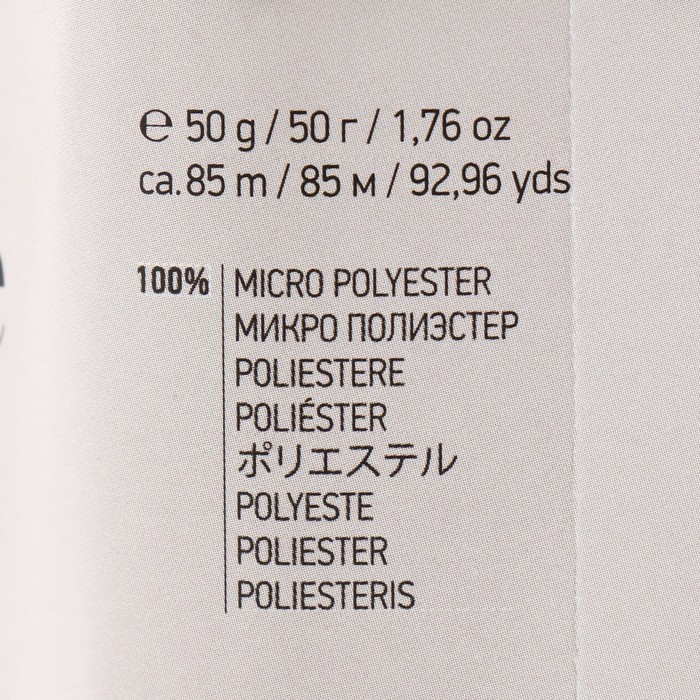 ℮ 50 g / 50 г / 1,76 oz
ca. 85 m / 85 м / 92,96 yds
100% MICRO POLYESTER
МИКРО ПОЛИЭСТЕР
POLIESTERE
POLIÉSTER
ポリエステル
POLYESTE
POLIESTER
POLIESTERIS